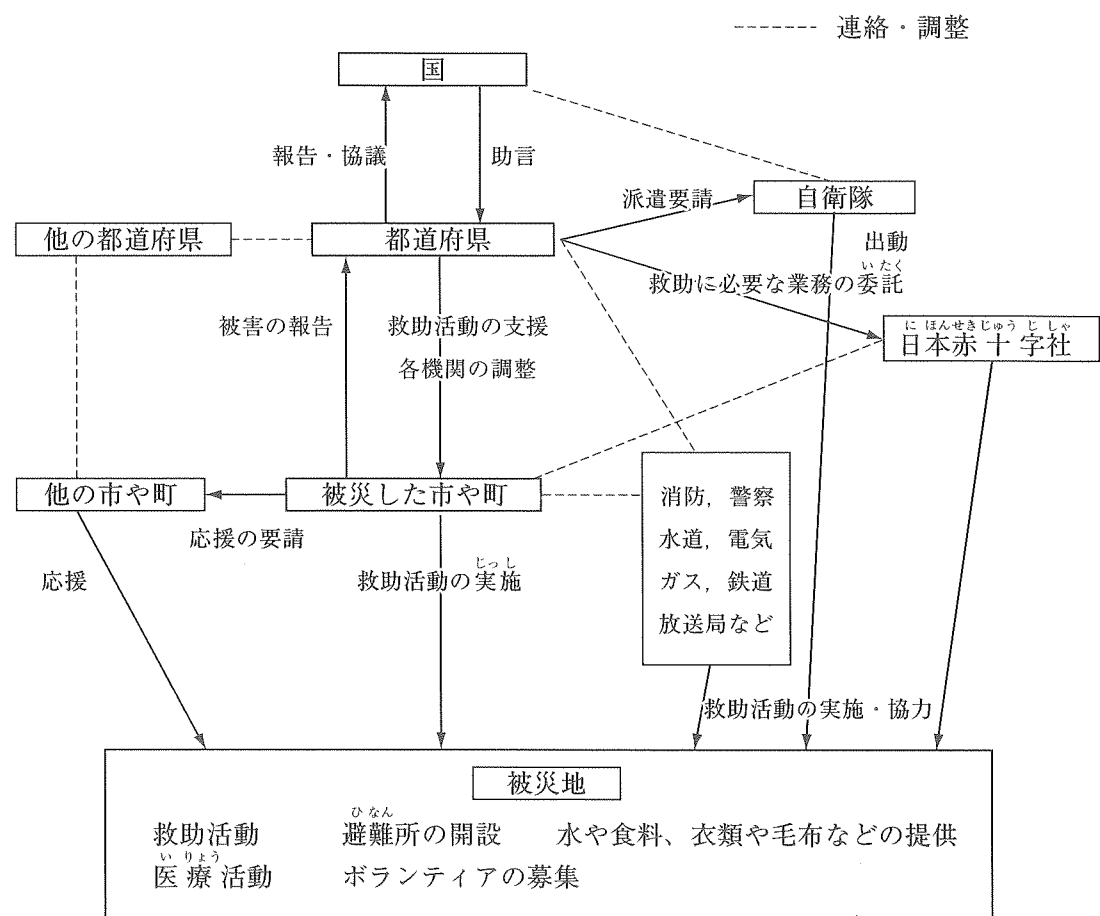 連絡・調整
国
報告・協議
助言
派遣要請
自衛隊
他の都道府県
都道府県
出動
いたく
救助に必要な業務の委託
被害の報告
救助活動の支援
にほんせきじゅうじしゃ
日本赤十字社
各機関の調整
他の市や町
被災した市や町
消防，警察
水道，電気
ガス，鉄道
放送局など
応援の要請
応援
じっし
救助活動の実施
救助活動の実施・協力
被災地
ひなん
救助活動 避難所の開設 水や食料、衣類や毛布などの提供
いりょう
医療活動 ボランティアの募集